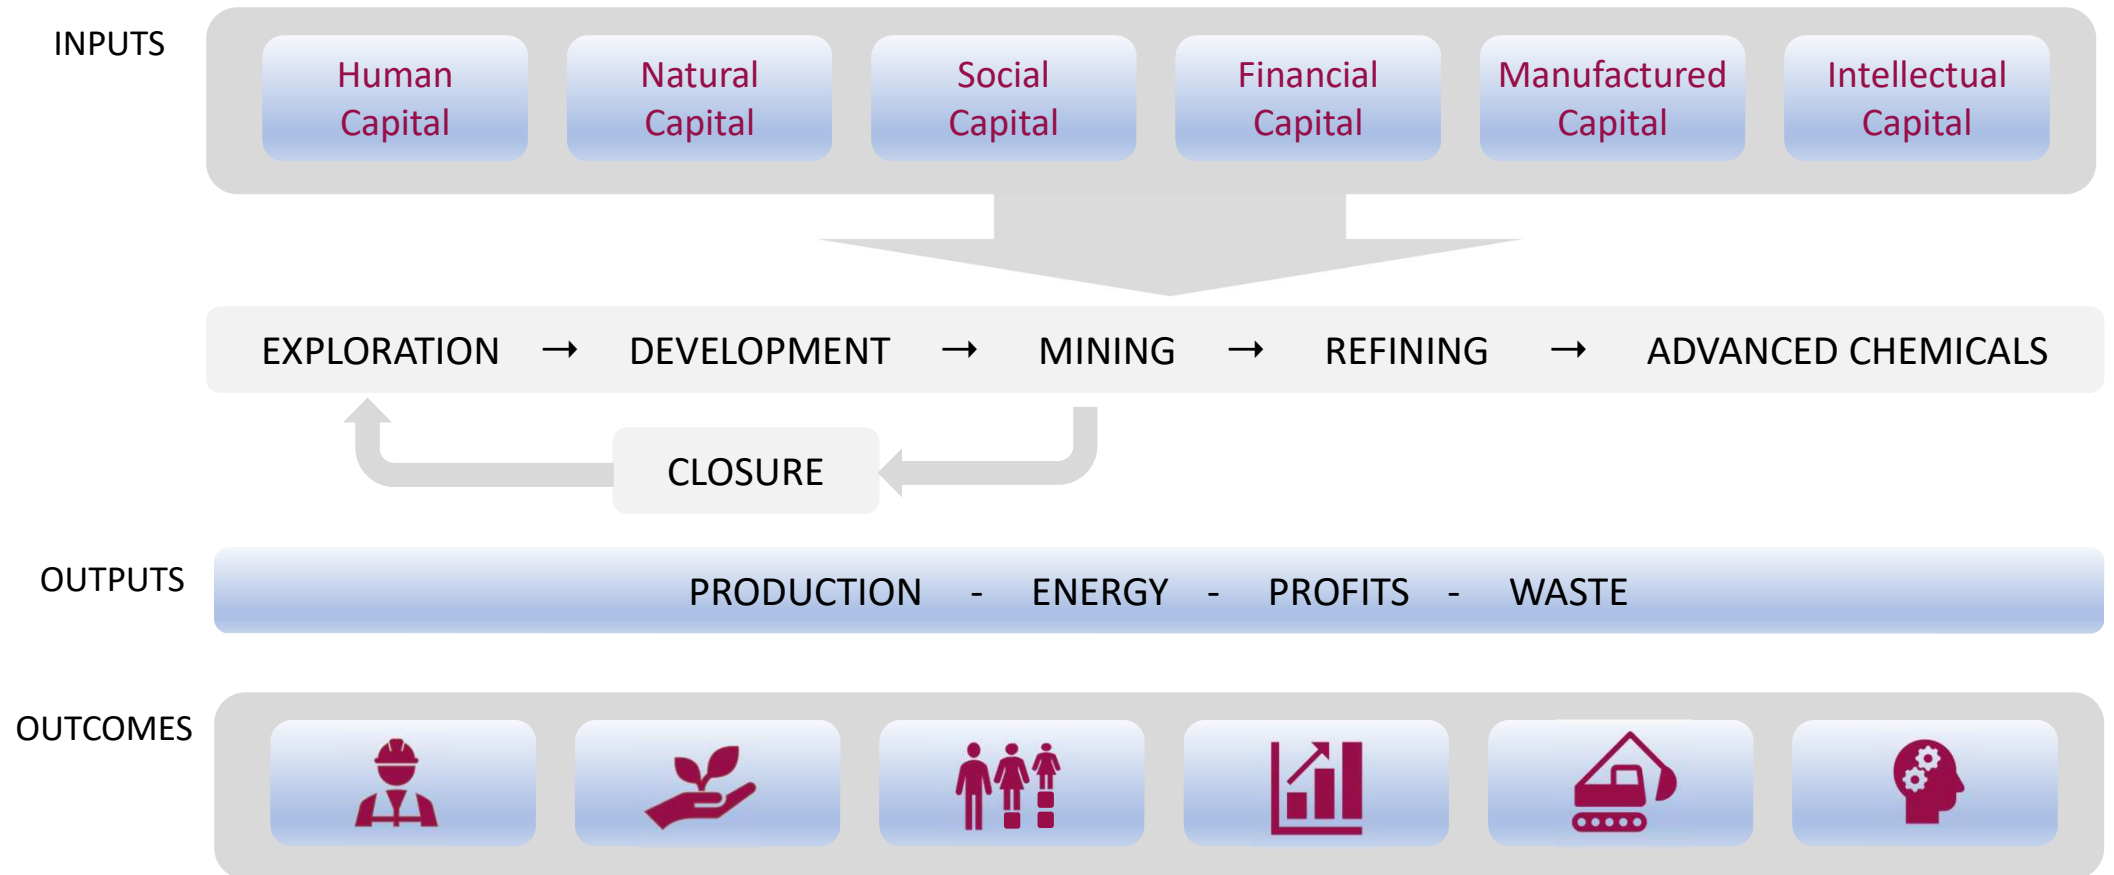 INPUTS
Human
Capital
Natural
Capital
Social
Capital
Financial
Capital
Manufactured
Capital
Intellectual
Capital
EXPLORATION → DEVELOPMENT → MINING → REFINING → ADVANCED CHEMICALS
CLOSURE
OUTPUTS
PRODUCTION - ENERGY - PROFITS - WASTE
OUTCOMES